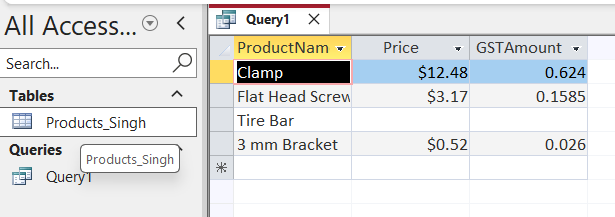 All Access...
Search...
Tables
Products_Singh
Queries
Products_Singh
Query1
Query1
ProductNam Price GSTAmount
Clamp $12.48 0.624
Flat Head Screw $3.17 0.1585
Tire Bar
3 mm Bracket $0.52 0.026